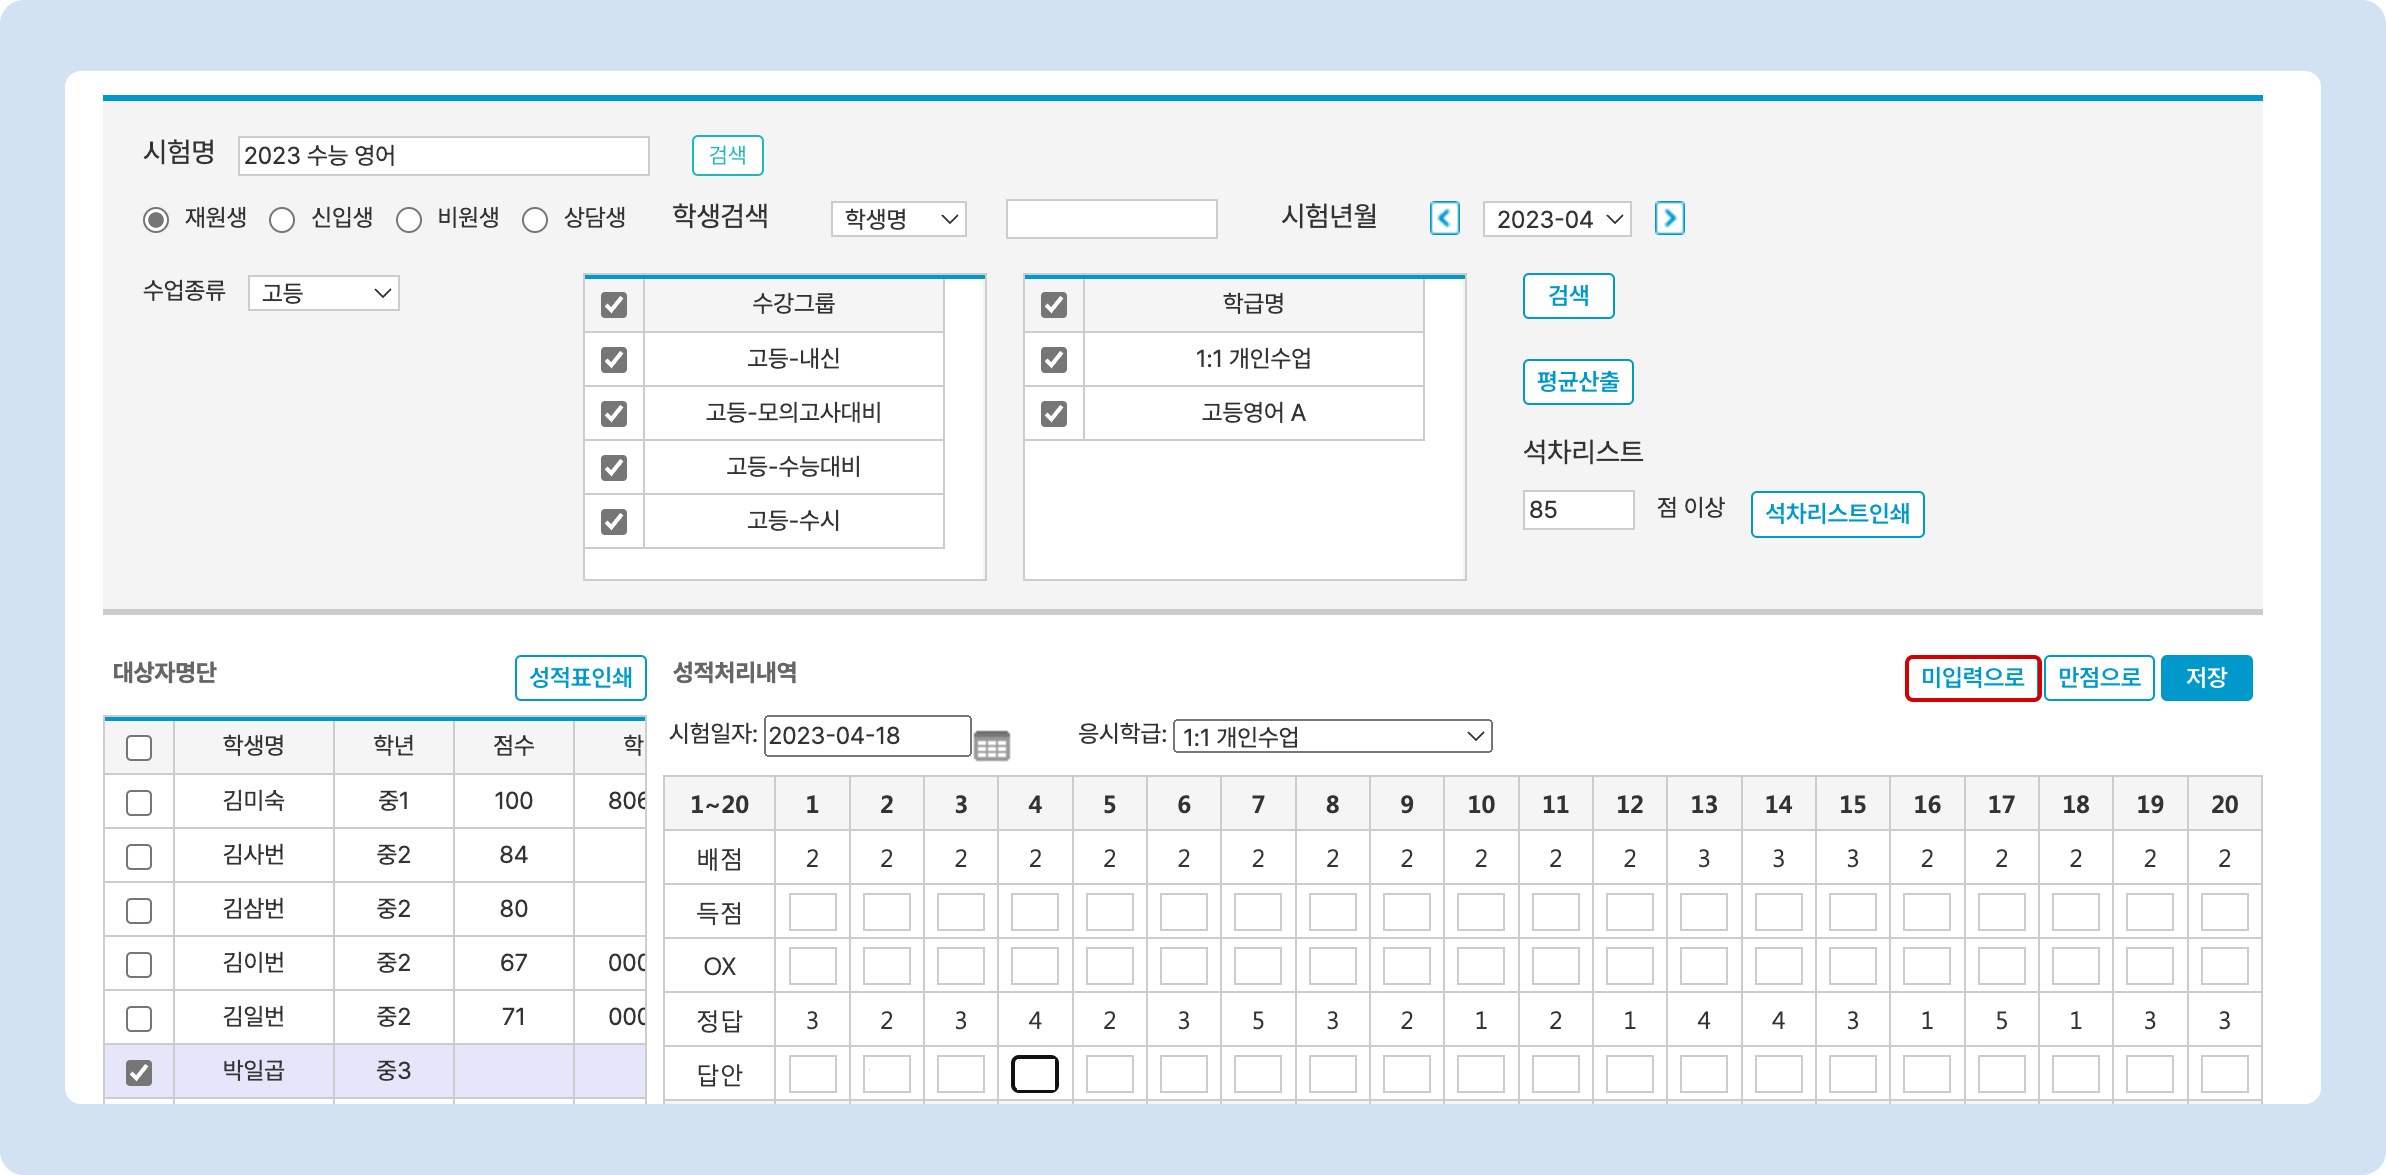 시험명 2023 수능 영어 검색
재원생 신입생 비원생 상담생 학생검색 학생명 시험년월 2023-04
수업종류 고등
수강그룹
고등-내신
고등-모의고사대비
고등-수능대비
고등-수시
학급명
1:1 개인수업
고등영어 A
검색
평균산출
석차리스트
85 점 이상 석차리스트인쇄
대상자명단 성적표인쇄
학생명 학년 점수 학
김미숙 중1 100 806
김사번 중2 84
김삼번 중2 80
김이번 중2 67 000
김일번 중2 71 000
박일곱 중3
성적처리내역 미입력으로 만점으로 저장
시험일자: 2023-04-18 응시학급: 1:1 개인수업
1~20 1 2 3 4 5 6 7 8 9 10 11 12 13 14 15 16 17 18 19 20
배점 2 2 2 2 2 2 2 2 2 2 2 2 3 3 3 2 2 2 2 2
득점
OX
정답 3 2 3 4 2 3 5 3 2 1 2 1 4 4 3 1 5 1 3 3
답안